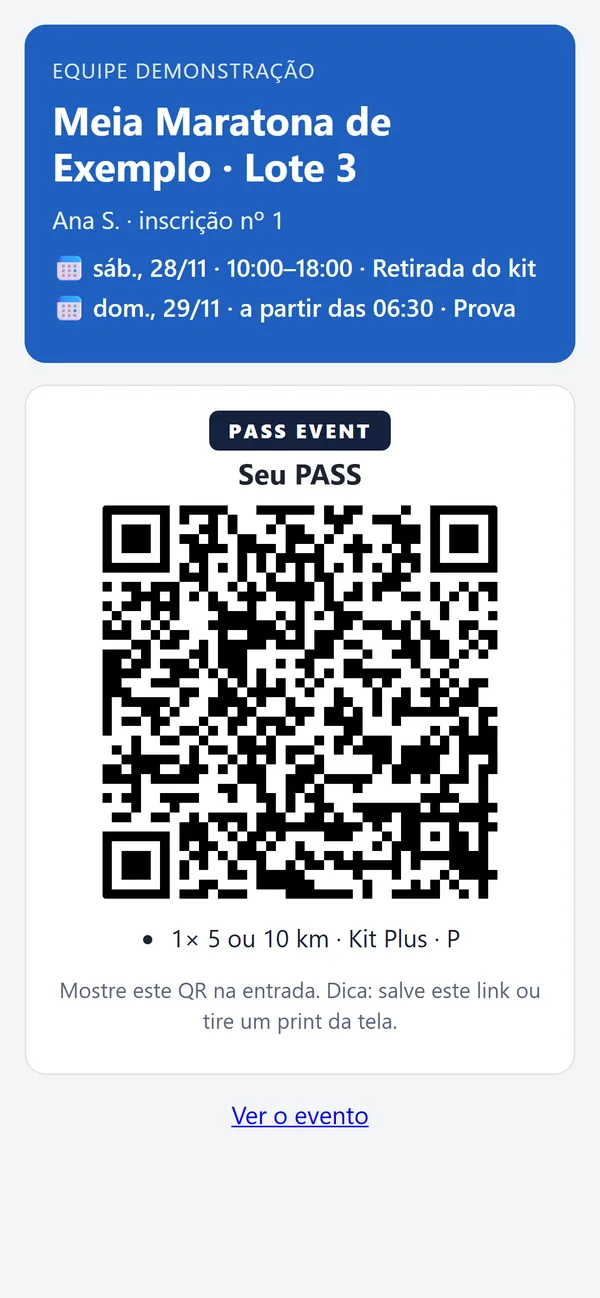 EQUIPE DEMONSTRAÇÃO
Meia Maratona de
Exemplo · Lote 3
Ana S. · inscrição nº 1
sáb., 28/11 · 10:00–18:00 · Retirada do kit
dom., 29/11 · a partir das 06:30 · Prova
PASS EVENT
Seu PASS
• 1× 5 ou 10 km · Kit Plus · P
Mostre este QR na entrada. Dica: salve este link ou
tire um print da tela.
Ver o evento